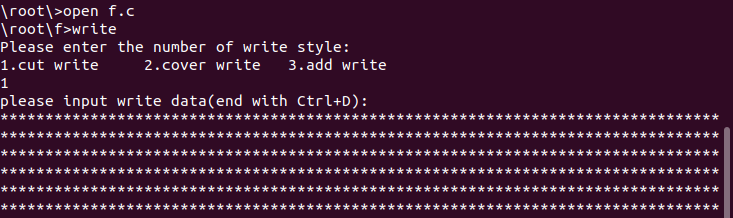 \root\>open f.c
\root\f>write
Please enter the number of write style:
1.cut write     2.cover write   3.add write
1
please input write data(end with Ctrl+D):
********************************************************************************
********************************************************************************
********************************************************************************
********************************************************************************
********************************************************************************
********************************************************************************